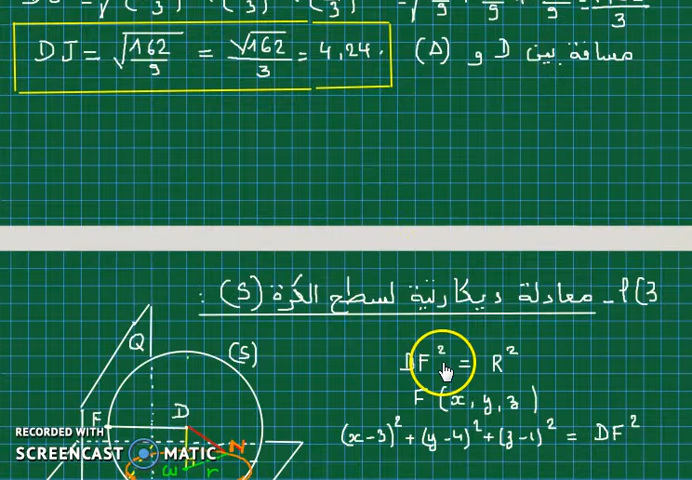 DJ = √162/9 = √162/3 = 4,24.  مسافة بين D و (Δ)
3) أ - معادلة ديكارتية لسطح الكرة (S) :
DF² = R²
F (x, y, z)
(x-3)² + (y-4)² + (z-1)² = DF²
Q
(S)
F
D
N
ω
r
RECORDED WITH
SCREENCAST MATIC